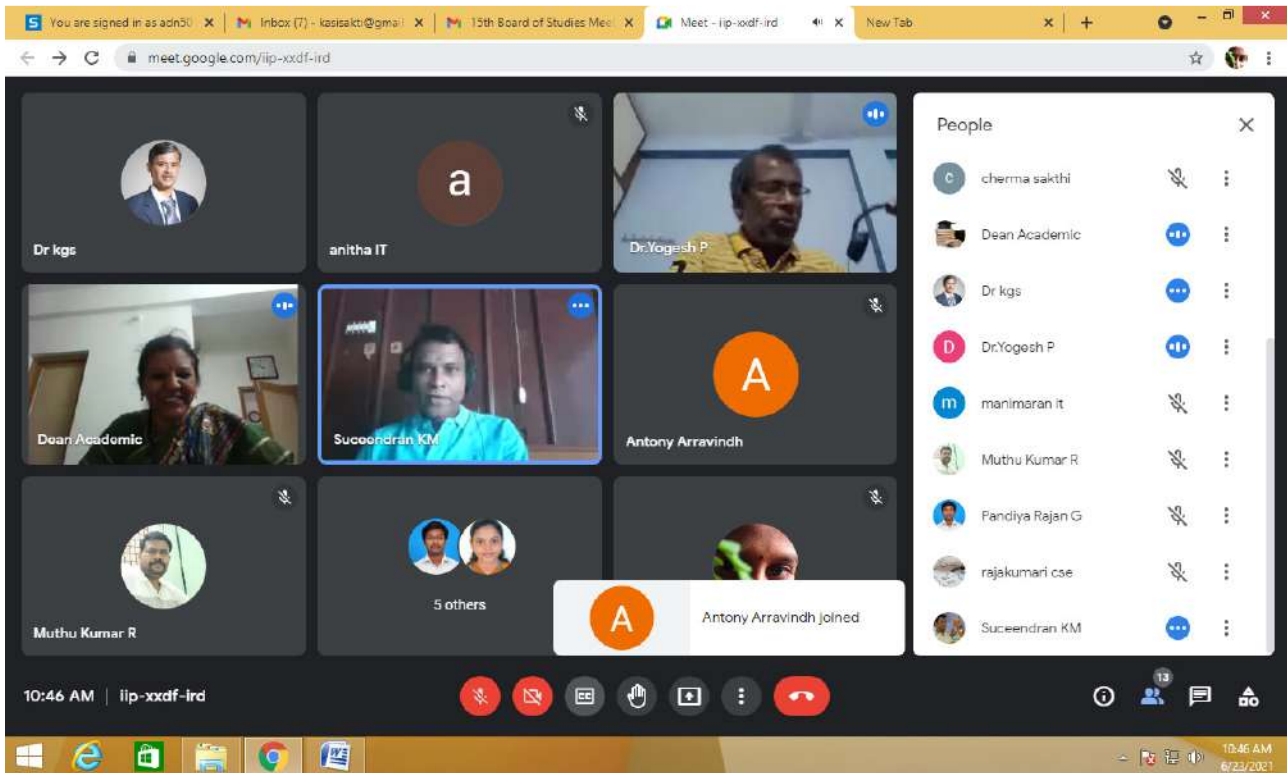 You are signed in as adn50
Inbox (7) - kasisakti@gmai
15th Board of Studies Mee
Meet - iip-xxdf-ird
New Tab
meet.google.com/iip-xxdf-ird
Dr kgs
a
anitha IT
Dr.Yogesh P
Dean Academic
Suceendran KM
A
Antony Arravindh
Muthu Kumar R
5 others
A
Antony Arravindh joined
People
c
cherma sakthi
Dean Academic
Dr kgs
D
Dr.Yogesh P
m
manimaran it
Muthu Kumar R
Pandiya Rajan G
rajakumari cse
Suceendran KM
10:46 AM | iip-xxdf-ird
CC
13
10:46 AM
6/23/2021